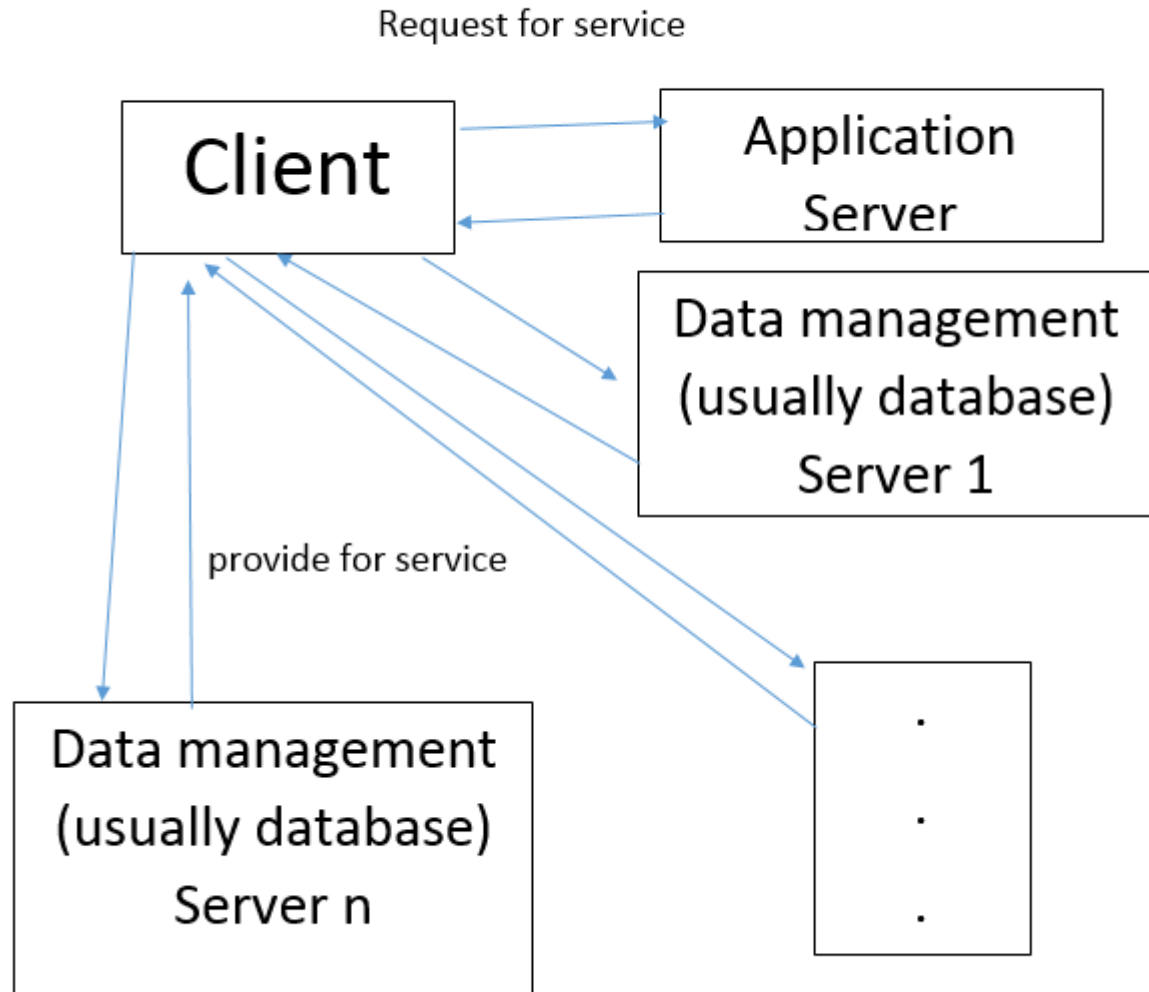 Request for service
Client
Application
Server
Data management
(usually database)
Server 1
provide for service
Data management
(usually database)
Server n
.
.
.